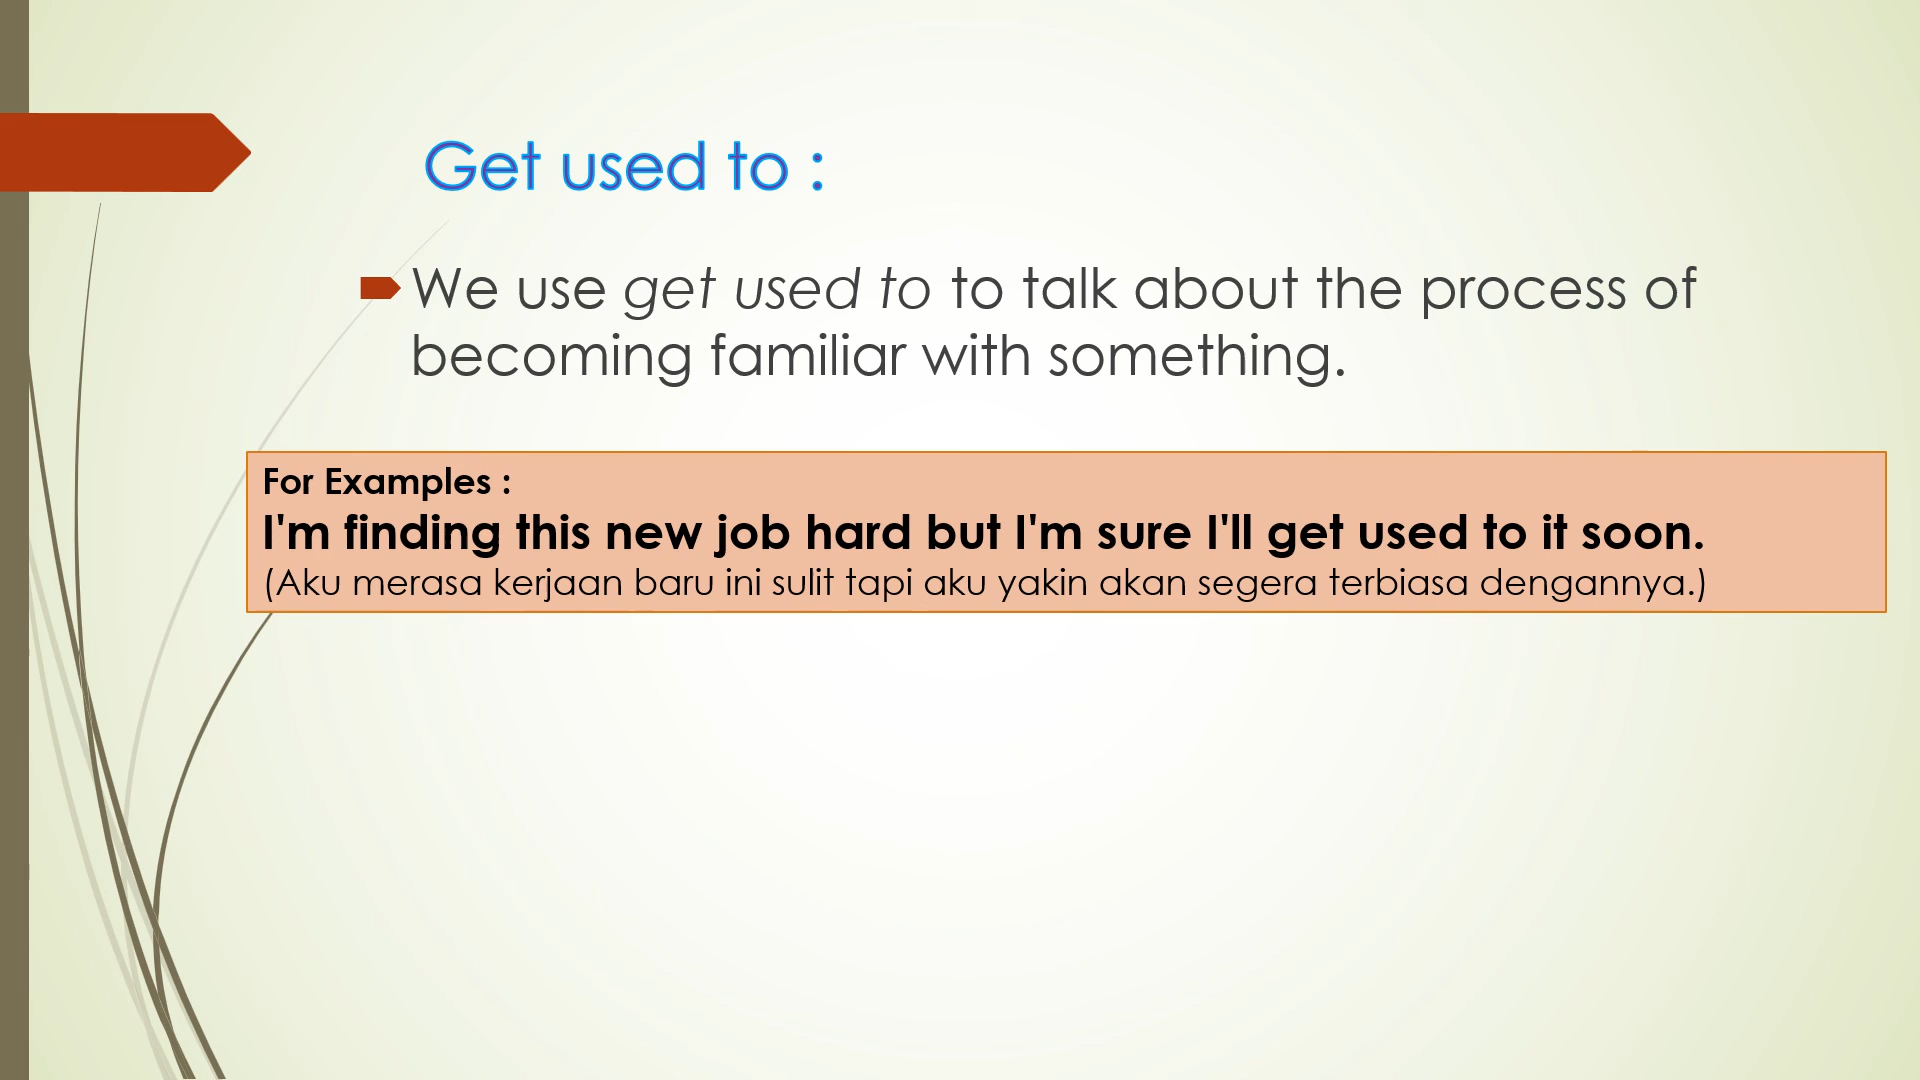 Get used to :
We use get used to to talk about the process of
becoming familiar with something.
For Examples :
I'm finding this new job hard but I'm sure I'll get used to it soon.
(Aku merasa kerjaan baru ini sulit tapi aku yakin akan segera terbiasa dengannya.)